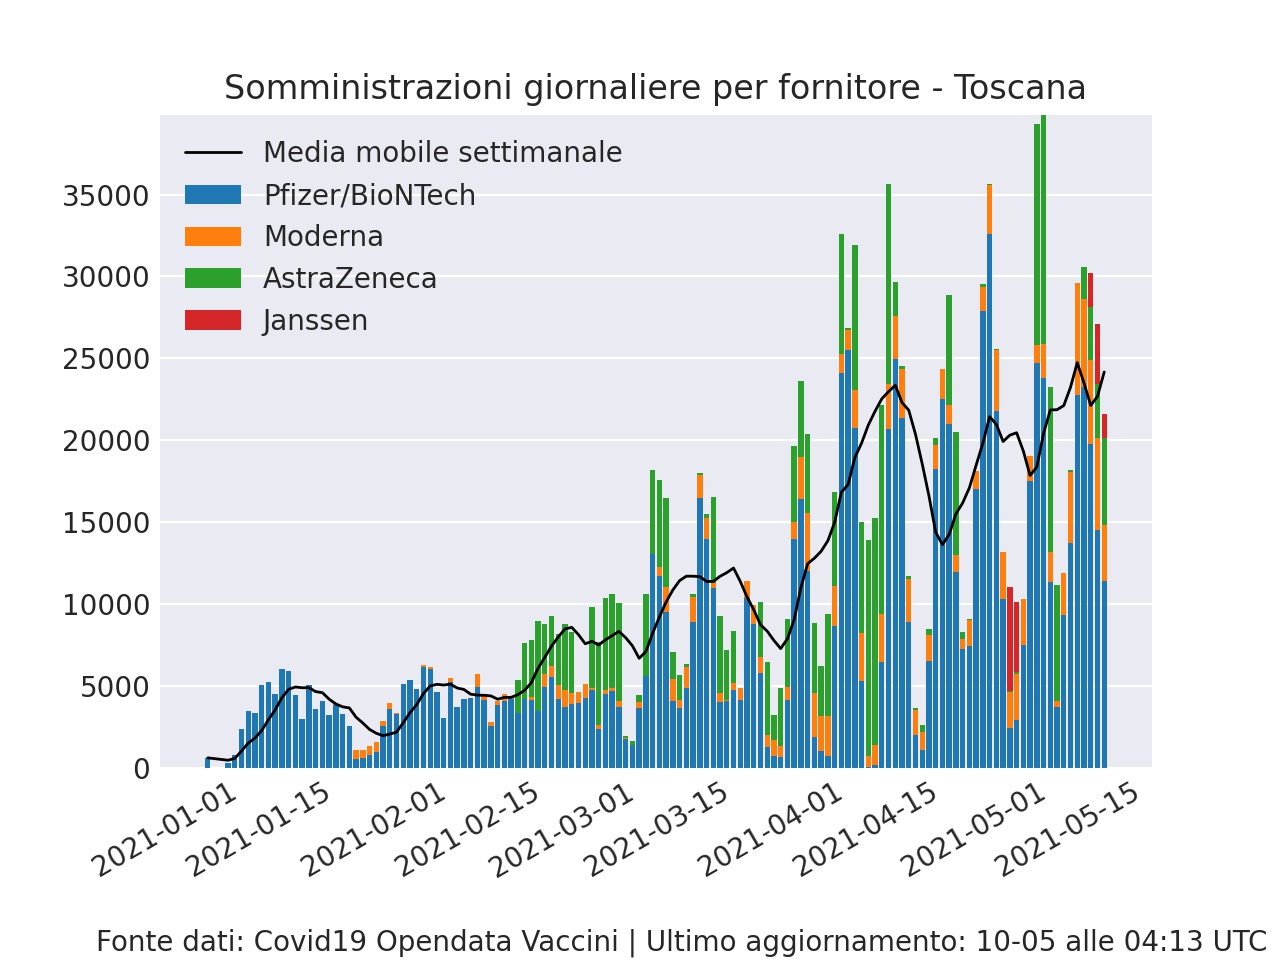 Somministrazioni giornaliere per fornitore - Toscana
Media mobile settimanale
Pfizer/BioNTech
Moderna
AstraZeneca
Janssen
35000
30000
25000
20000
15000
10000
5000
0
2021-01-01
2021-01-15
2021-02-01
2021-02-15
2021-03-01
2021-03-15
2021-04-01
2021-04-15
2021-05-01
2021-05-15
Fonte dati: Covid19 Opendata Vaccini | Ultimo aggiornamento: 10-05 alle 04:13 UTC